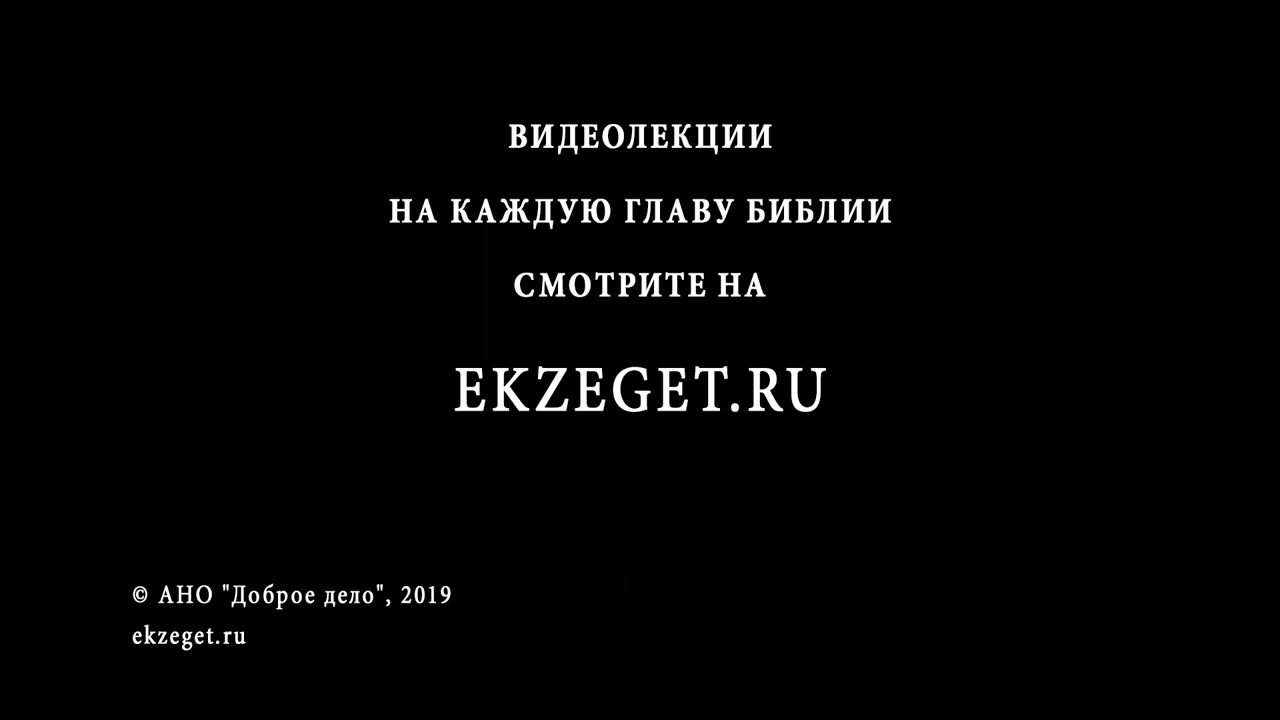 ВИДЕОЛЕКЦИИ
НА КАЖДУЮ ГЛАВУ БИБЛИИ
СМОТРИТЕ НА
EKZEGET.RU
© АНО "Доброе дело", 2019
ekzeget.ru